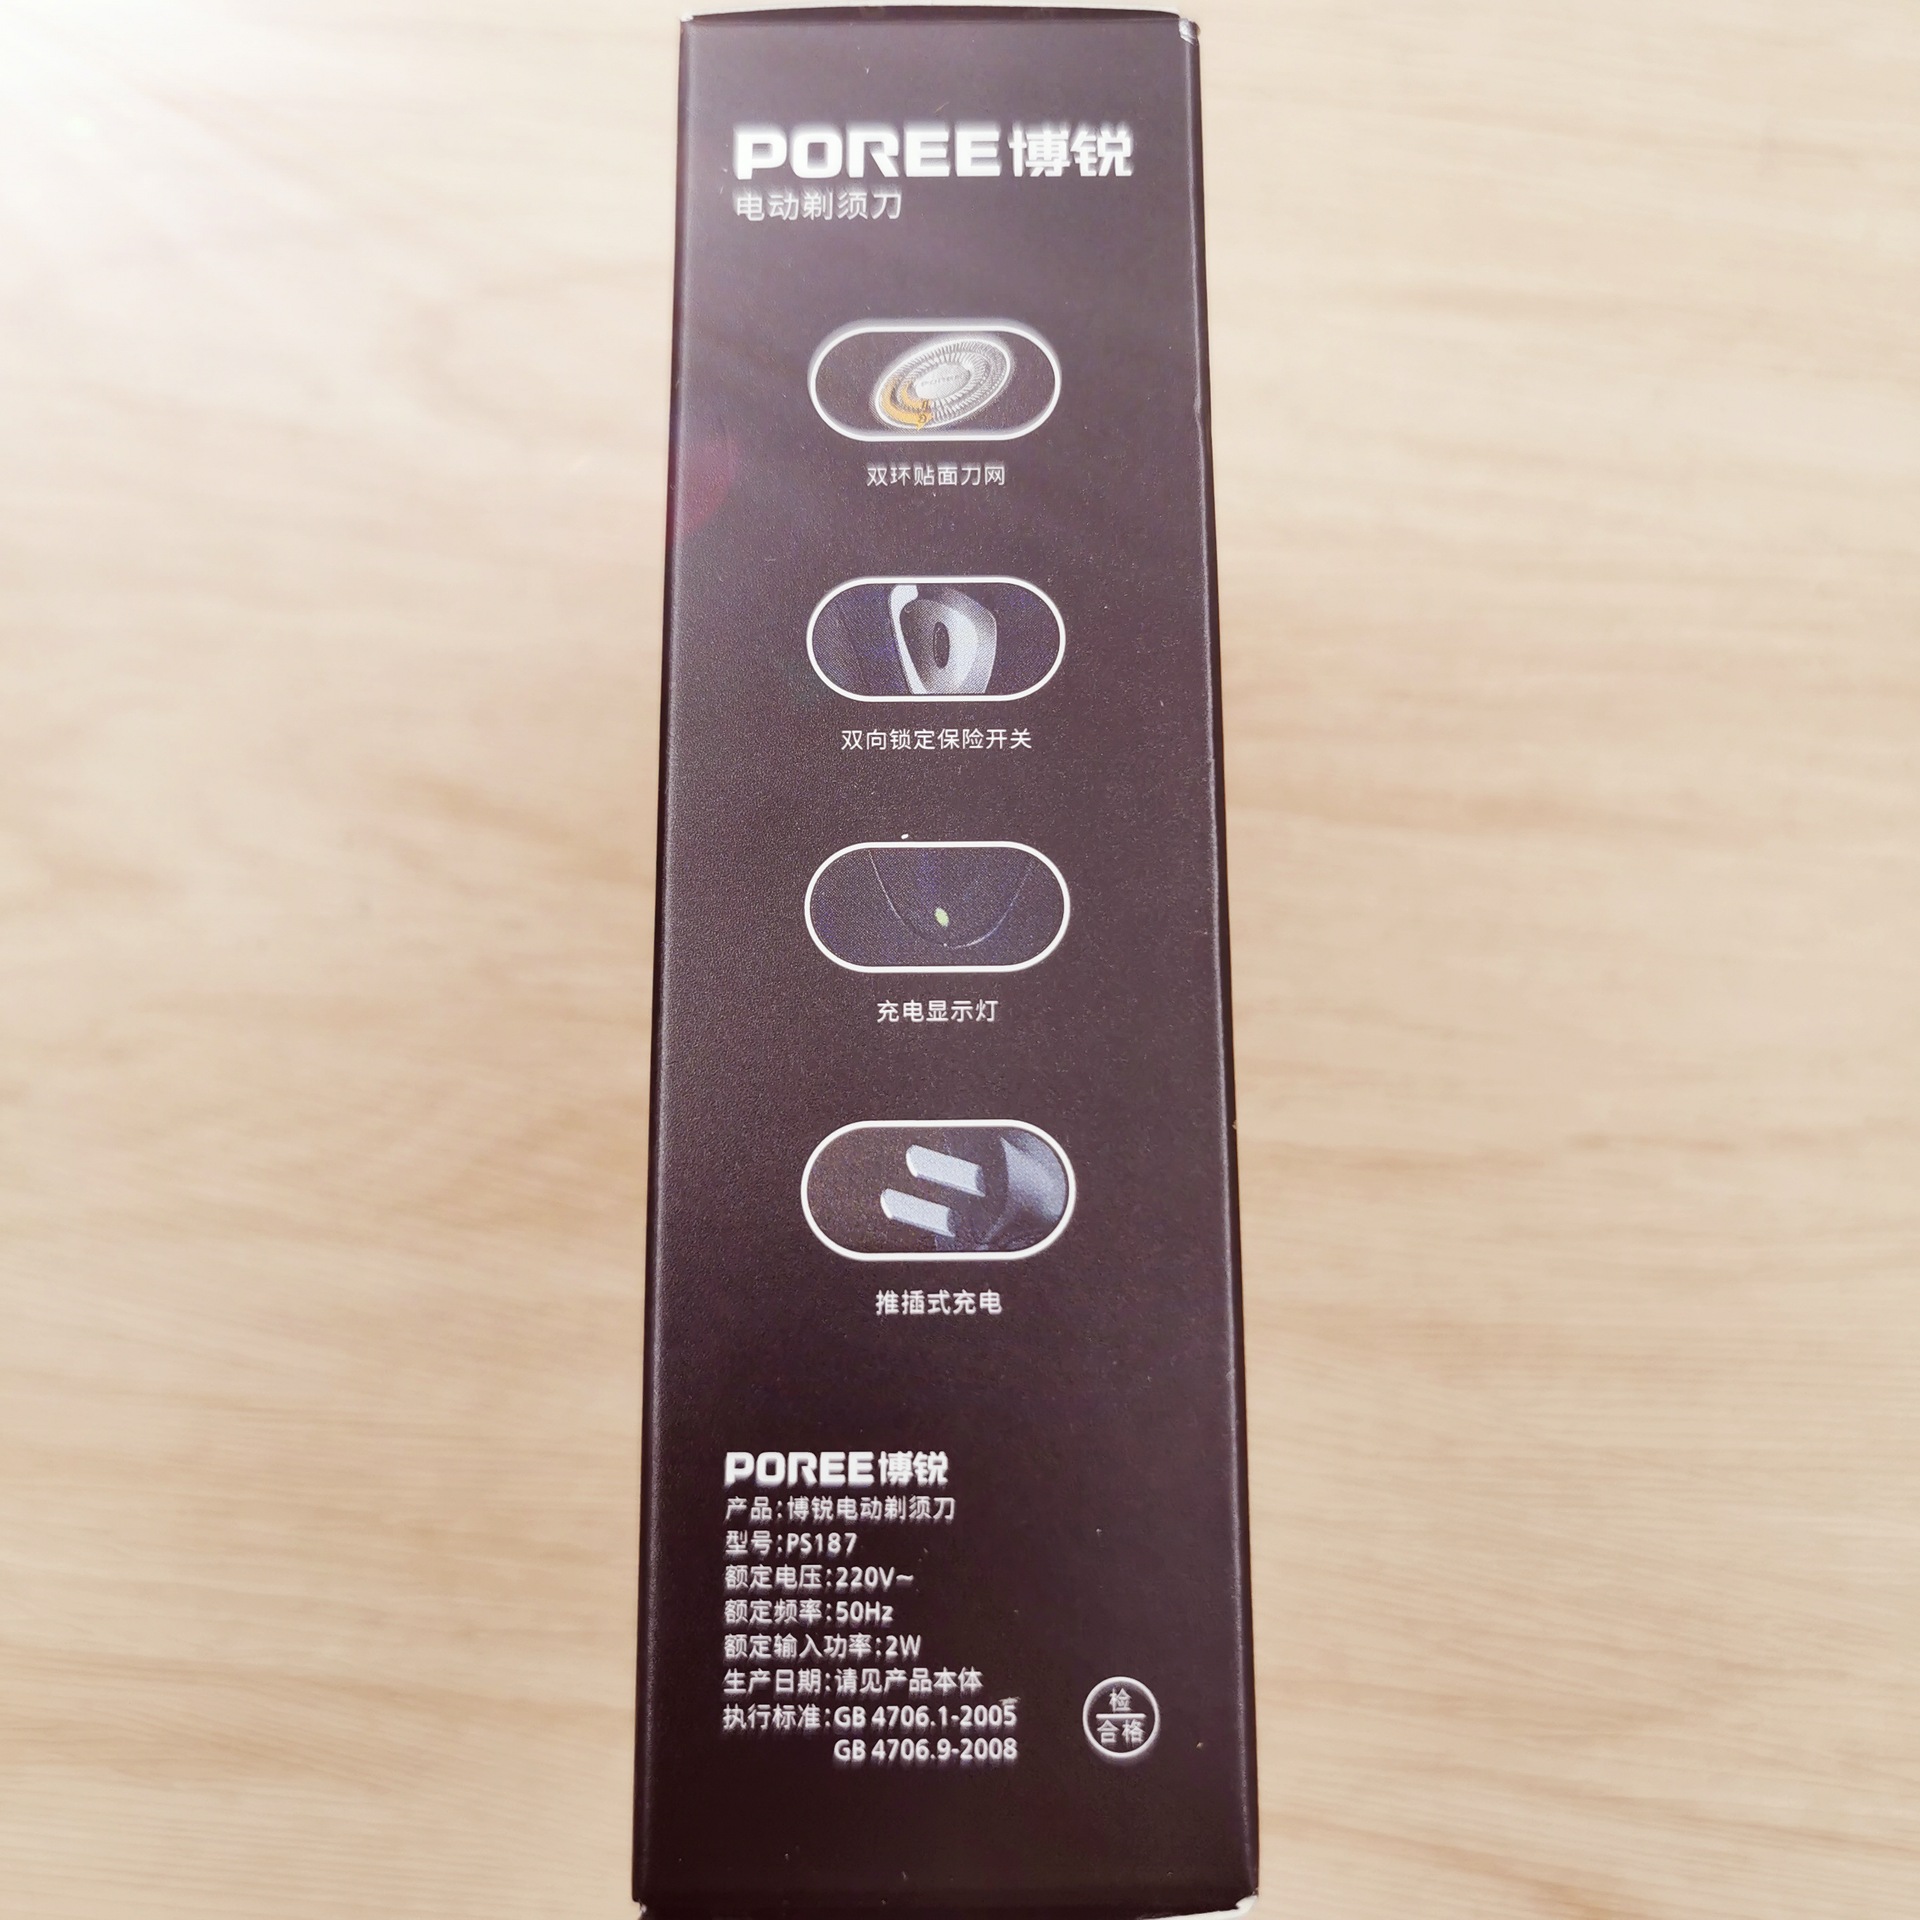 POREE博锐
电动剃须刀
双环贴面刀网
双向锁定保险开关
充电显示灯
推插式充电
POREE博锐
产品:博锐电动剃须刀
型号:PS187
额定电压:220V~
额定频率:50Hz
额定输入功率:2W
生产日期:请见产品本体
执行标准:GB 4706.1-2005
GB 4706.9-2008
检
合格